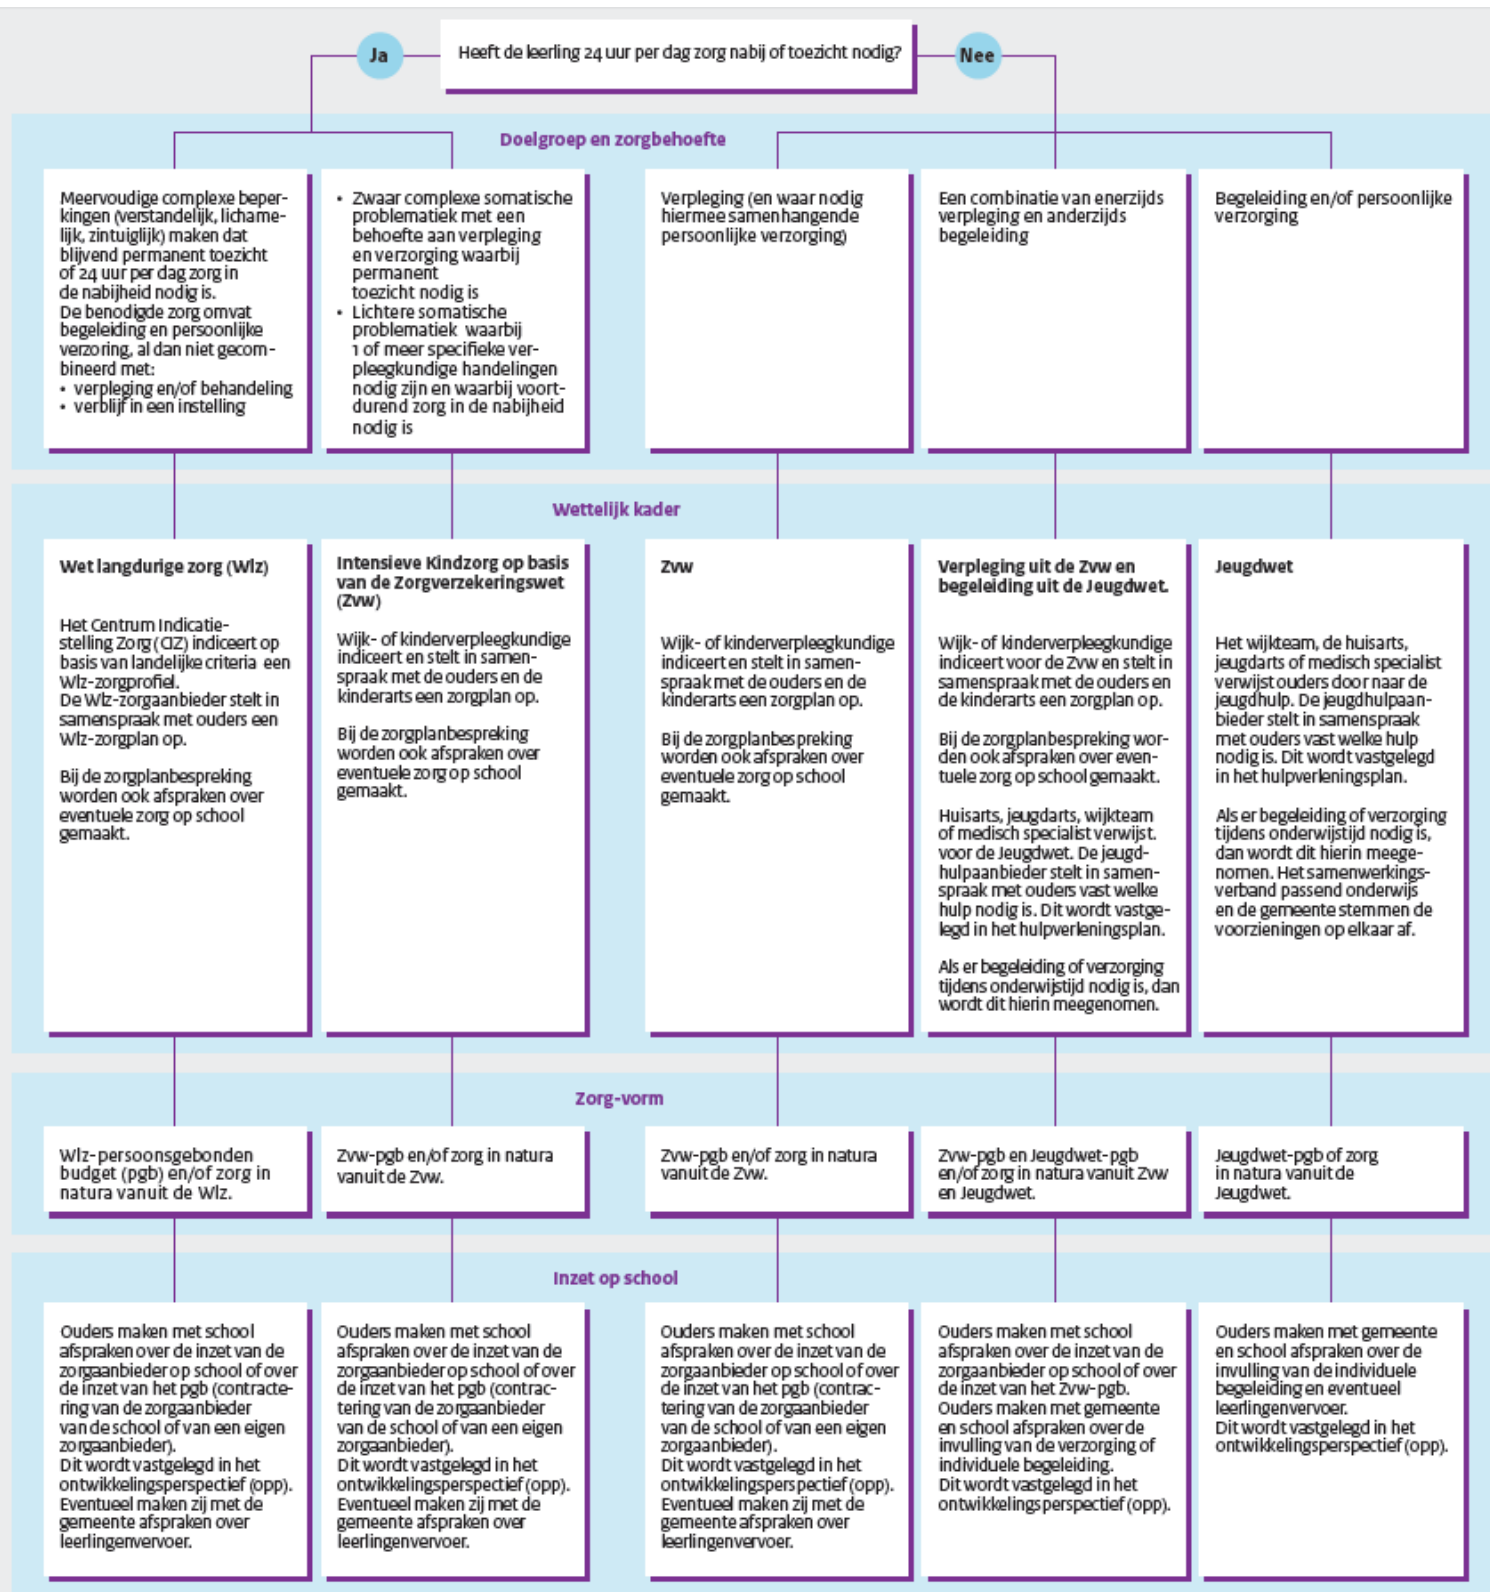 Ja
Heeft de leerling 24 uur per dag zorg nabij of toezicht nodig?
Nee
Doelgroep en zorgbehoefte
Meervoudige complexe beper-
kingen (verstandelijk, lichame-
lijk, zintuiglijk) maken dat
blijvend permanent toezicht
of 24 uur per dag zorg in
de nabijheid nodig is.
De benodigde zorg omvat
begeleiding en persoonlijke
verzoring, al dan niet gecom-
bineerd met:
• verpleging en/of behandeling
• verblijf in een instelling
• Zwaar complexe somatische
problematiek met een
behoefte aan verpleging
en verzorging waarbij
permanent
toezicht nodig is
• Lichtere somatische
problematiek waarbij
1 of meer specifieke ver-
pleegkundige handelingen
nodig zijn en waarbij voort-
durend zorg in de nabijheid
nodig is
Verpleging (en waar nodig
hiermee samenhangende
persoonlijke verzorging)
Een combinatie van enerzijds
verpleging en anderzijds
begeleiding
Begeleiding en/of persoonlijke
verzorging
Wettelijk kader
Wet langdurige zorg (Wlz)
Het Centrum Indicatie-
stelling Zorg (CIZ) indiceert op
basis van landelijke criteria een
Wlz-zorgprofiel.
De Wlz-zorgaanbieder stelt in
samenspraak met ouders een
Wlz-zorgplan op.
Bij de zorgplanbespreking
worden ook afspraken over
eventuele zorg op school
gemaakt.
Intensieve Kindzorg op basis
van de Zorgverzekeringswet
(Zvw)
Wijk- of kinderverpleegkundige
indiceert en stelt in samen-
spraak met de ouders en de
kinderarts een zorgplan op.
Bij de zorgplanbespreking
worden ook afspraken over
eventuele zorg op school
gemaakt.
Zvw
Wijk- of kinderverpleegkundige
indiceert en stelt in samen-
spraak met de ouders en de
kinderarts een zorgplan op.
Bij de zorgplanbespreking
worden ook afspraken over
eventuele zorg op school
gemaakt.
Verpleging uit de Zvw en
begeleiding uit de Jeugdwet.
Wijk- of kinderverpleegkundige
indiceert voor de Zvw en stelt in
samenspraak met de ouders en
de kinderarts een zorgplan op.
Bij de zorgplanbespreking wor-
den ook afspraken over even-
tuele zorg op school gemaakt.
Huisarts, jeugdarts, wijkteam
of medisch specialist verwijst.
voor de Jeugdwet. De jeugd-
hulpaanbieder stelt in samen-
spraak met ouders vast welke
hulp nodig is. Dit wordt vastge-
legd in het hulpverleningsplan.
Als er begeleiding of verzorging
tijdens onderwijstijd nodig is, dan
wordt dit hierin meegenomen.
Jeugdwet
Het wijkteam, de huisarts,
jeugdarts of medisch specialist
verwijst ouders door naar de
jeugdhulp. De jeugdhulpaan-
bieder stelt in samenspraak
met ouders vast welke hulp
nodig is. Dit wordt vastgelegd
in het hulpverleningsplan.
Als er begeleiding of verzorging
tijdens onderwijstijd nodig is,
dan wordt dit hierin meege-
nomen. Het samenwerkings-
verband passend onderwijs
en de gemeente stemmen de
voorzieningen op elkaar af.
Zorg-vorm
Wlz-persoonsgebonden
budget (pgb) en/of zorg in
natura vanuit de Wlz.
Zvw-pgb en/of zorg in natura
vanuit de Zvw.
Zvw-pgb en/of zorg in natura
vanuit de Zvw.
Zvw-pgb en Jeugdwet-pgb
en/of zorg in natura vanuit Zvw
en Jeugdwet.
Jeugdwet-pgb of zorg
in natura vanuit de
Jeugdwet.
Inzet op school
Ouders maken met school
afspraken over de inzet van de
zorgaanbieder op school of over
de inzet van het pgb (contracte-
ring van de zorgaanbieder
van de school of van een eigen
zorgaanbieder).
Dit wordt vastgelegd in het
ontwikkelingsperspectief (opp).
Eventueel maken zij met de
gemeente afspraken over
leerlingenvervoer.
Ouders maken met school
afspraken over de inzet van de
zorgaanbieder op school of over
de inzet van het pgb (contrac-
tering van de zorgaanbieder
van de school of van een eigen
zorgaanbieder).
Dit wordt vastgelegd in het
ontwikkelingsperspectief (opp).
Eventueel maken zij met de
gemeente afspraken over
leerlingenvervoer.
Ouders maken met school
afspraken over de inzet van de
zorgaanbieder op school of over
de inzet van het pgb (contrac-
tering van de zorgaanbieder
van de school of van een eigen
zorgaanbieder).
Dit wordt vastgelegd in het
ontwikkelingsperspectief (opp).
Eventueel maken zij met de
gemeente afspraken over
leerlingenvervoer.
Ouders maken met school
afspraken over de inzet van de
zorgaanbieder op school of over
de inzet van het Zvw-pgb.
Ouders maken met gemeente
en school afspraken over de
invulling van de verzorging of
individuele begeleiding.
Dit wordt vastgelegd in het
ontwikkelingsperspectief (opp).
Ouders maken met gemeente
en school afspraken over de
invulling van de individuele
begeleiding en eventueel
leerlingenvervoer.
Dit wordt vastgelegd in het
ontwikkelingsperspectief (opp).